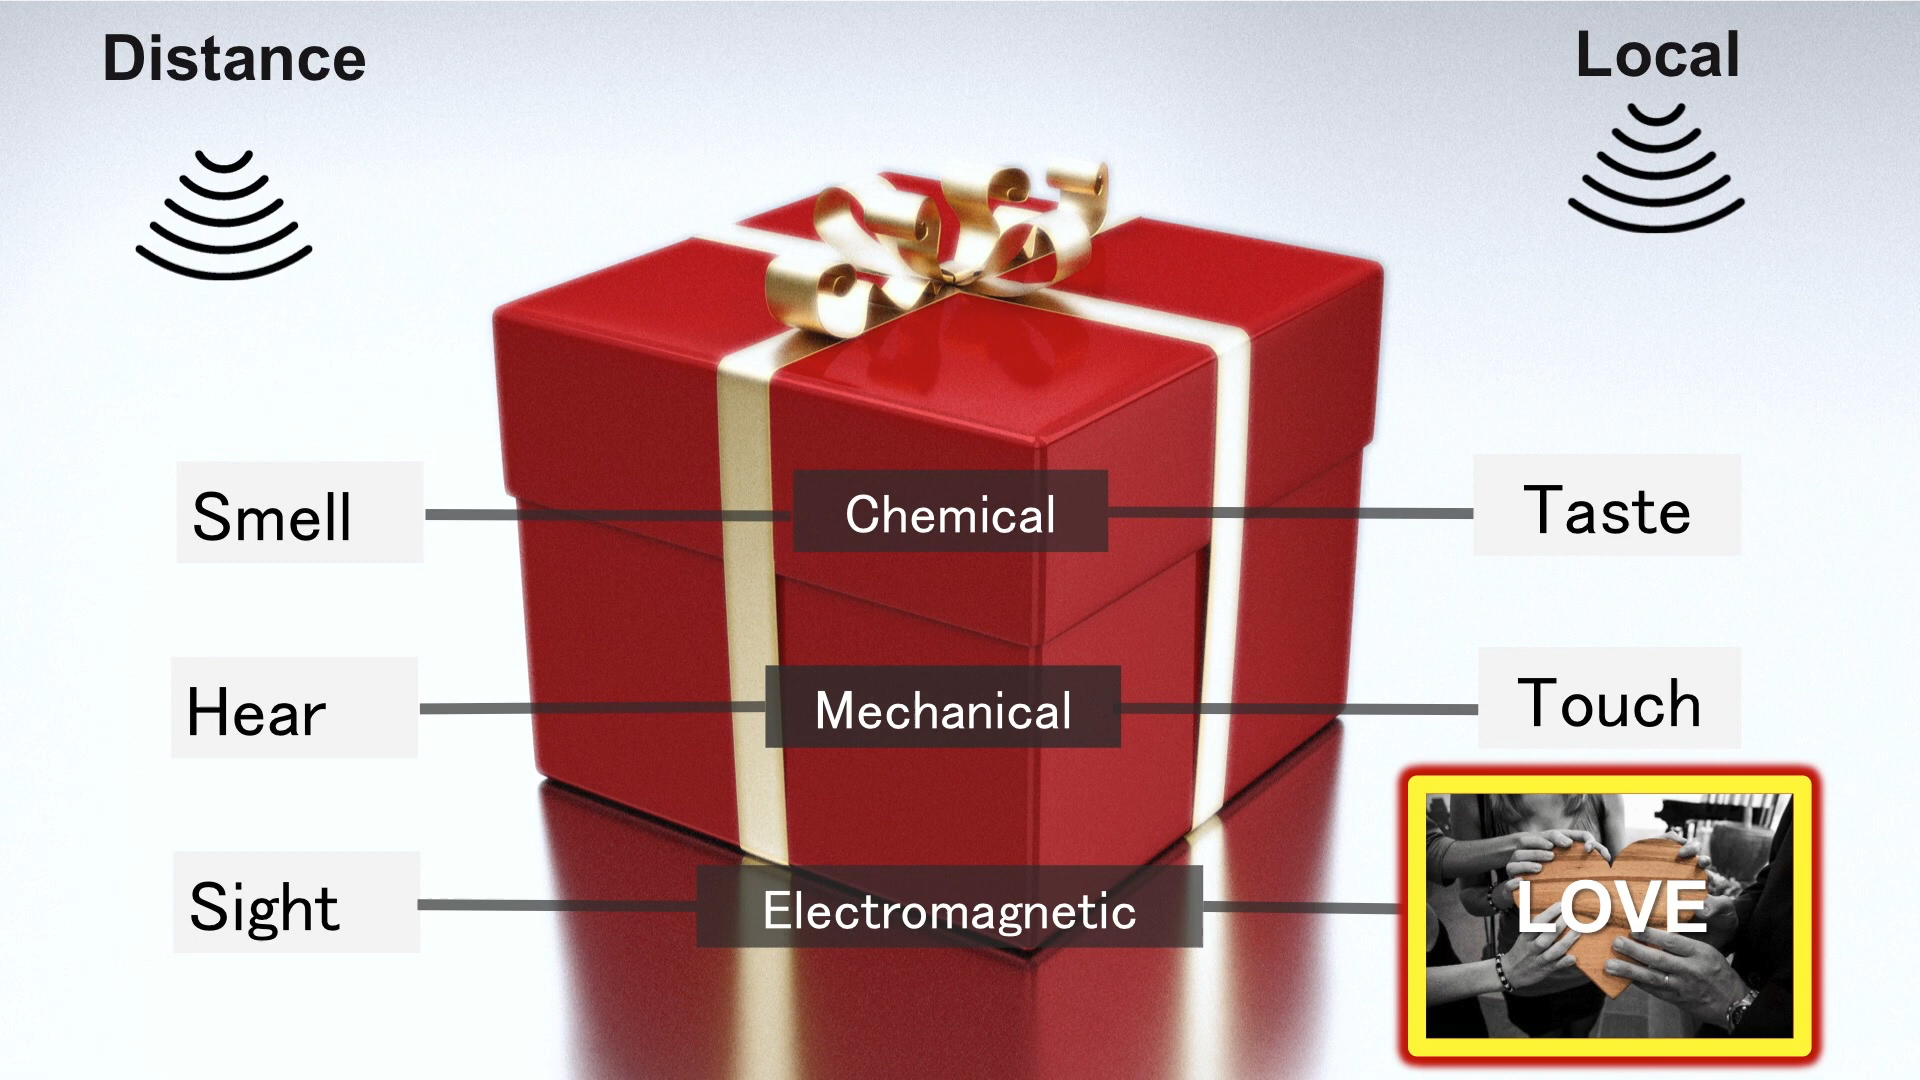 Distance
Local
Smell
Chemical
Taste
Hear
Mechanical
Touch
Sight
Electromagnetic
LOVE